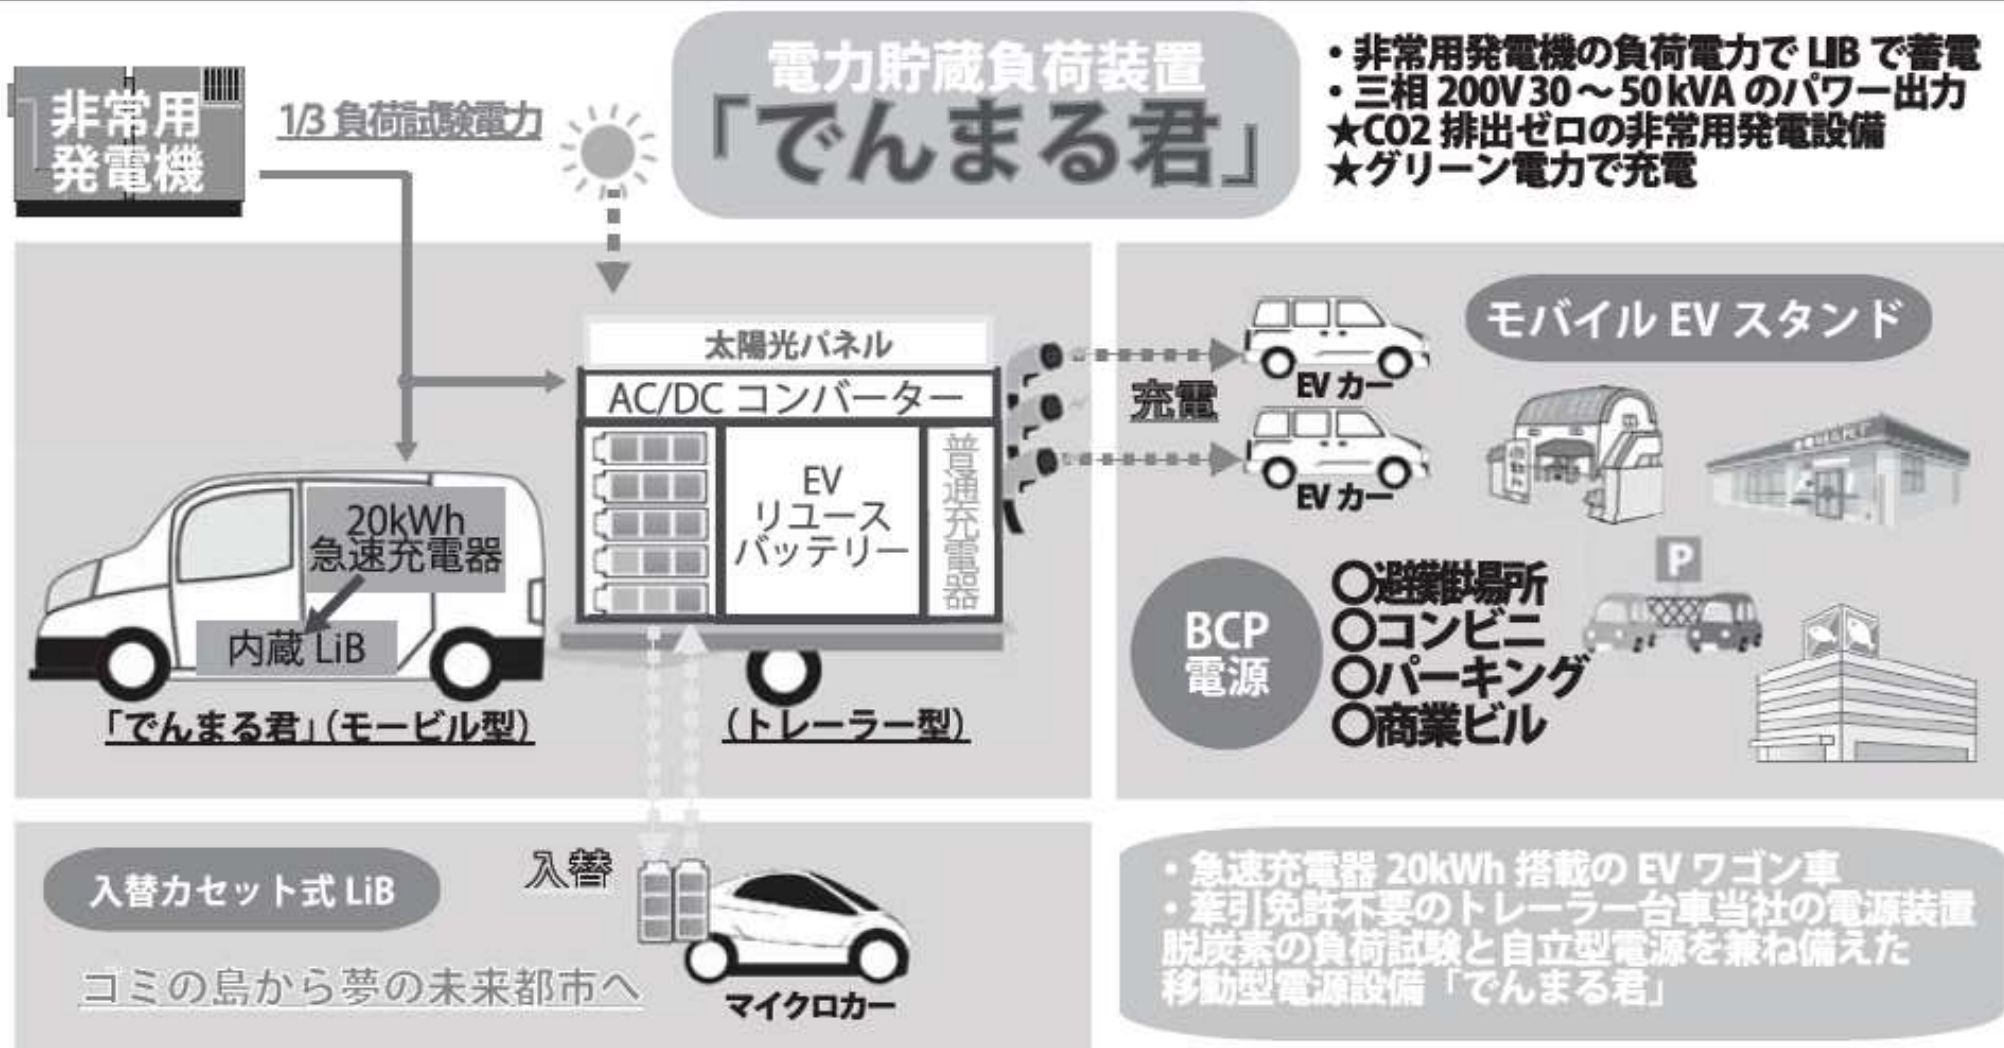 非常用
発電機
1/3 負荷試験電力
電力貯蔵負荷装置
「でんまる君」
・非常用発電機の負荷電力で LIB で蓄電
・三相 200V 30～50 kVA のパワー出力
★CO2 排出ゼロの非常用発電設備
★グリーン電力で充電
太陽光パネル
AC/DC コンバーター
EV
リユース
バッテリー
普通充電器
20kWh
急速充電器
内蔵 LiB
「でんまる君」（モービル型）
（トレーラー型）
充電
EV カー
EV カー
モバイル EV スタンド
P
BCP
電源
〇避難場所
〇コンビニ
〇パーキング
〇商業ビル
入替カセット式 LiB
入替
コミの島から夢の未来都市へ
マイクロカー
・急速充電器 20kWh 搭載の EV ワゴン車
・牽引免許不要のトレーラー台車当社の電源装置
脱炭素の負荷試験と自立型電源を兼ね備えた
移動型電源設備「でんまる君」